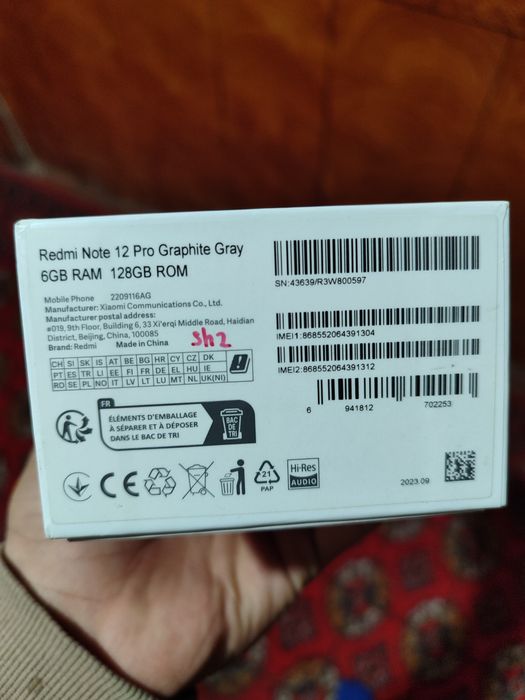 Redmi Note 12 Pro Graphite Gray
6GB RAM 128GB ROM
Mobile Phone 2209116AG
Manufacturer: Xiaomi Communications Co., Ltd.
Manufacturer postal address:
#019, 9th Floor, Building 6, 33 Xi'erqi Middle Road, Haidian
District, Beijing, China, 100085
Brand: Redmi Made in China
sh2
CH SI SK IS AT BE BG HR CY CZ DK
PT ES TR LI EE FI FR DE EL HU IE
RO SE PL NO IT LV LT LU MT NL UK(NI)
FR
ÉLÉMENTS D'EMBALLAGE
À SÉPARER ET À DÉPOSER
DANS LE BAC DE TRI
BAC
DE
TRI
SN:43639/R3W800597
IMEI1:868552064391304
IMEI2:868552064391312
6 941812 702253
CE
21
PAP
Hi-Res
AUDIO
2023.09